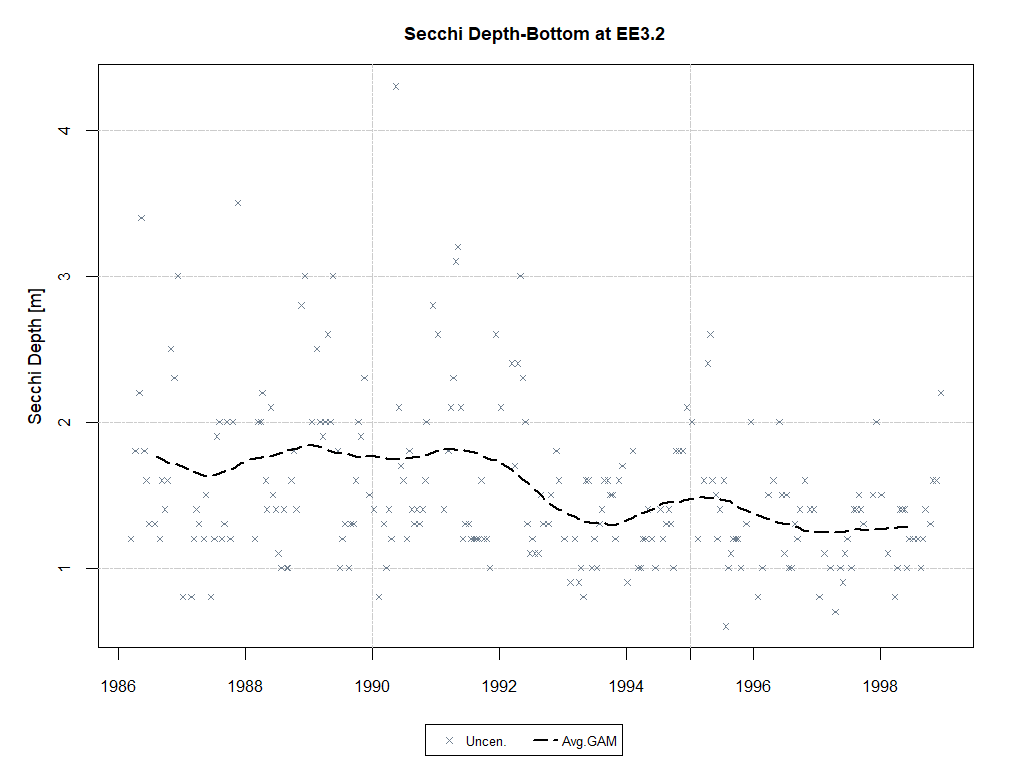 Secchi Depth-Bottom at EE3.2
Secchi Depth [m]
4
3
2
1
1986 1988 1990 1992 1994 1996 1998
Uncen. Avg.GAM